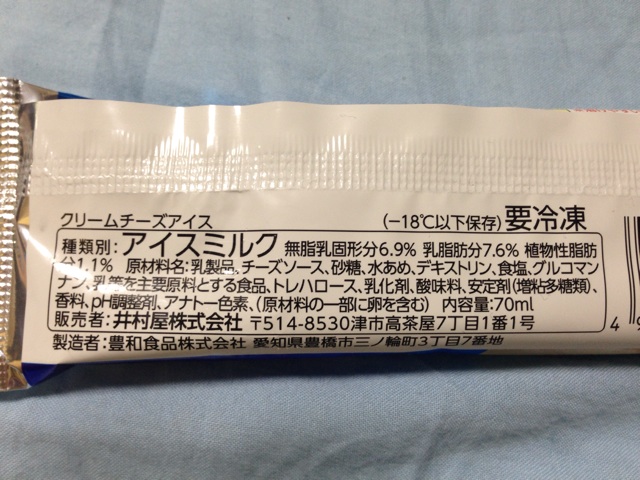 クリームチーズアイス (−18℃以下保存)要冷凍
種類別:アイスミルク 無脂乳固形分6.9% 乳脂肪分7.6% 植物性脂肪
分1.1% 原材料名:乳製品、チーズソース、砂糖、水あめ、デキストリン、食塩、グルコマン
ナン、乳等を主要原料とする食品、トレハロース、乳化剤、酸味料、安定剤(増粘多糖類)、
香料、pH調整剤、アナトー色素、(原材料の一部に卵を含む) 内容量:70ml
販売者:井村屋株式会社 〒514-8530津市高茶屋7丁目1番1号
製造者:豊和食品株式会社 愛知県豊橋市三ノ輪町3丁目7番地
4